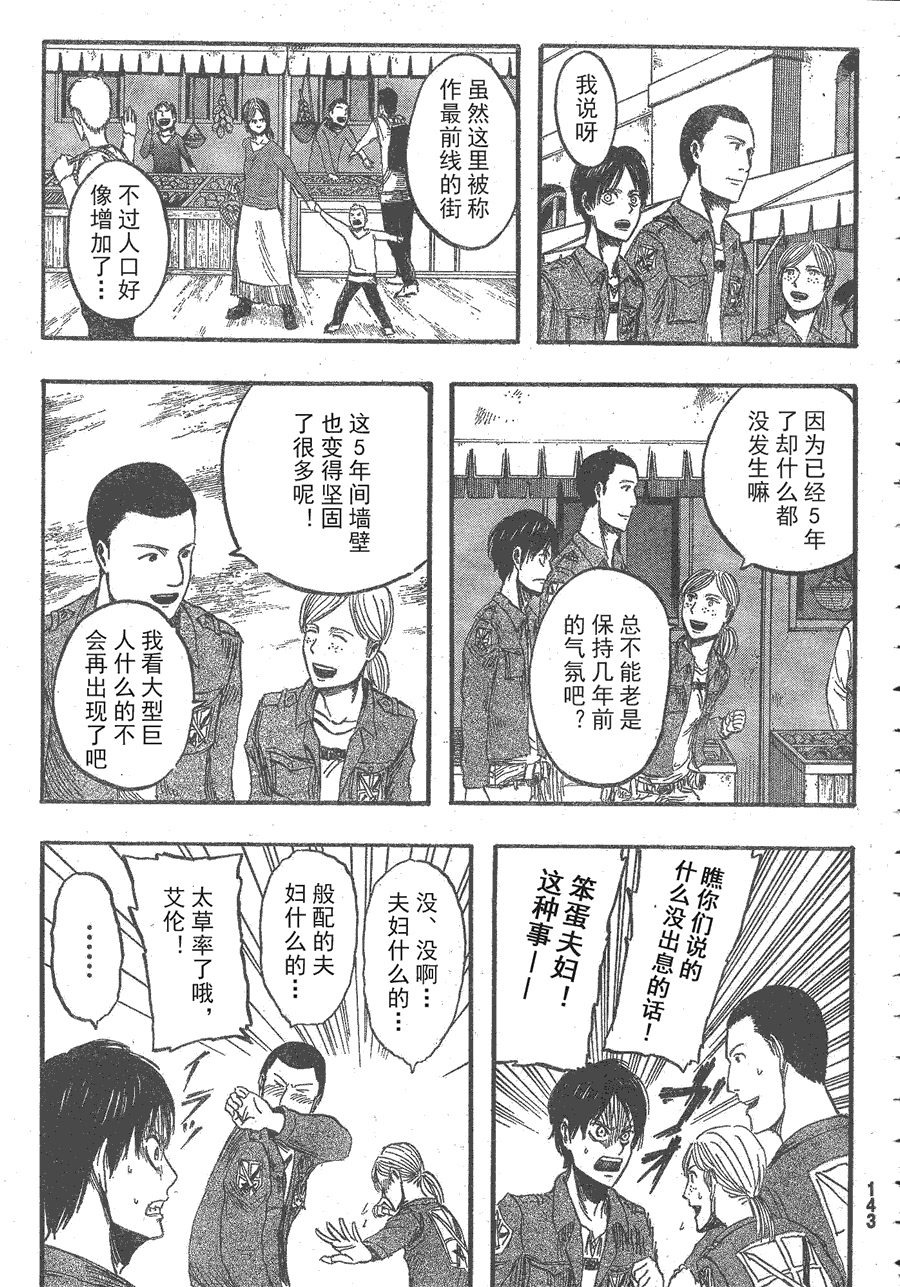 我说呀
虽然这里被称
作最前线的街
不过人口好
像增加了…
因为已经5年
了却什么都
没发生嘛
总不能老是
保持几年前
的气氛吧？
这5年间墙壁
也变得坚固
了很多呢！
我看大型巨
人什么的不
会再出现了吧
瞧你们说的
什么没出息的话！
笨蛋夫妇！
这种事——
没、没啊…
夫妇什么的…
般配的夫
妇什么的…
太草率了哦，
艾伦！
……
143